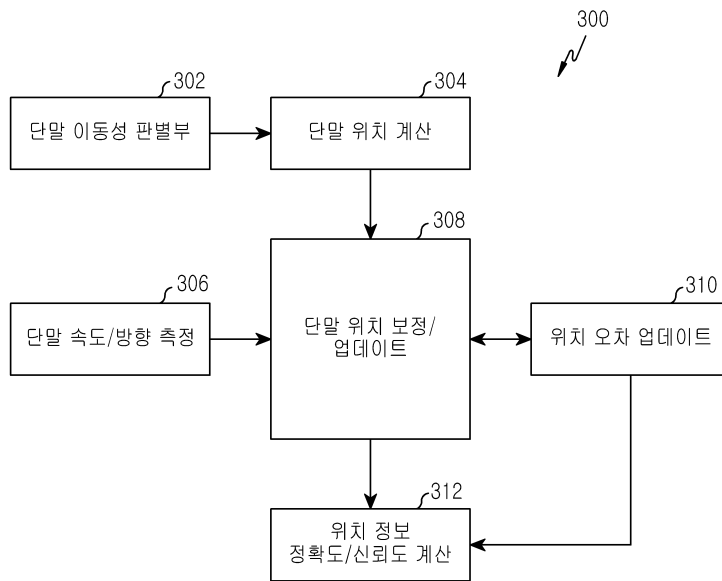 300
302
단말 이동성 판별부
304
단말 위치 계산
306
단말 속도/방향 측정
308
단말 위치 보정/
업데이트
310
위치 오차 업데이트
312
위치 정보
정확도/신뢰도 계산